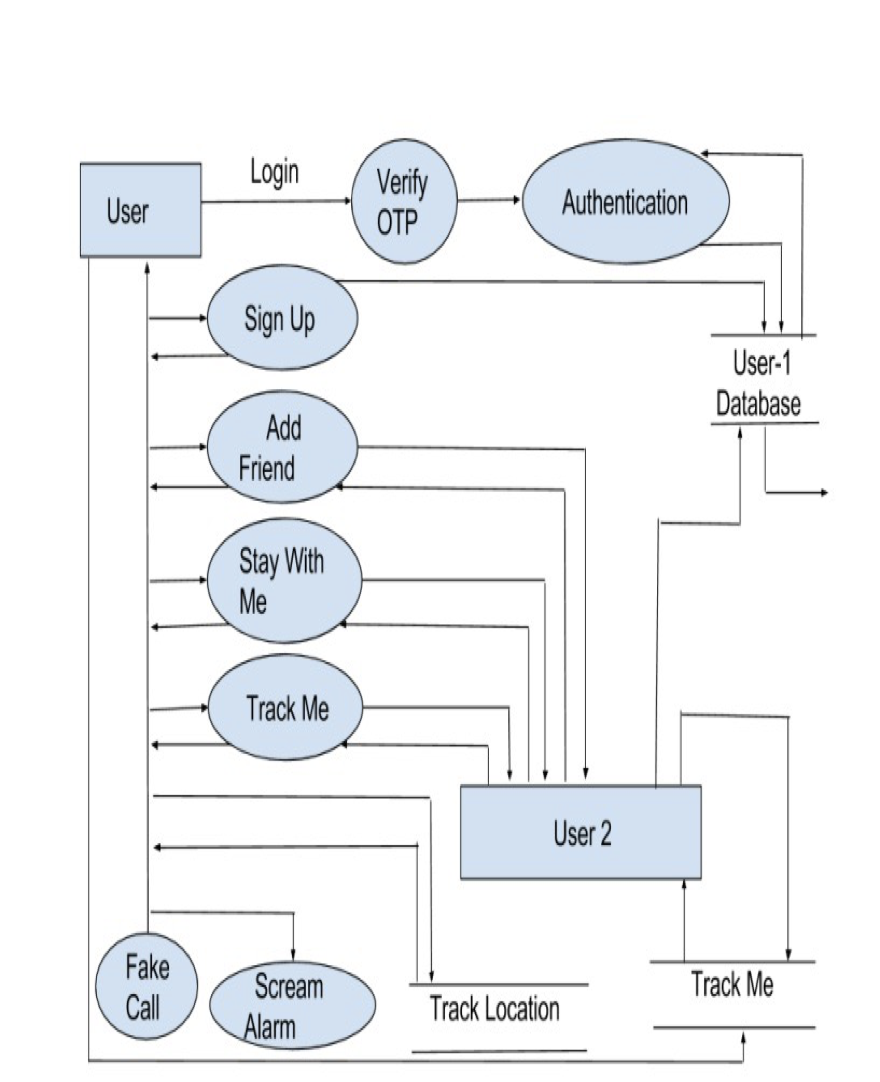 Login
User
Verify
OTP
Authentication
Sign Up
User-1
Database
Add
Friend
Stay With
Me
Track Me
User 2
Fake
Call
Scream
Alarm
Track Location
Track Me